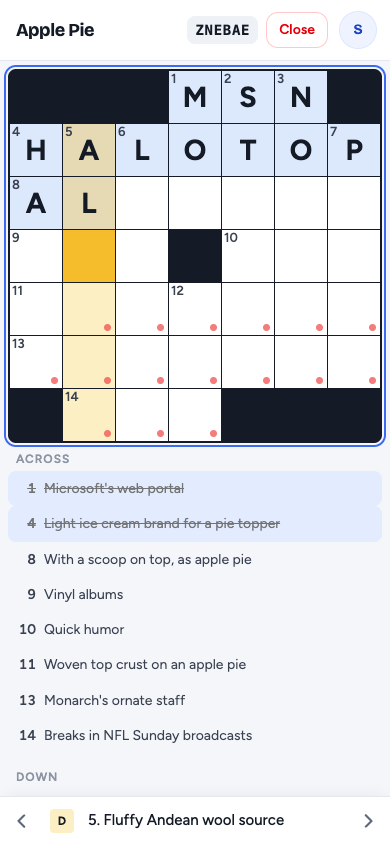 Apple Pie ZNEBAE Close S
1 M 2 S 3 N
4 H 5 A 6 L O T O 7 P
8 A L
9 10
11 12
13
14
ACROSS
1 Microsoft's web portal
4 Light ice cream brand for a pie topper
8 With a scoop on top, as apple pie
9 Vinyl albums
10 Quick humor
11 Woven top crust on an apple pie
13 Monarch's ornate staff
14 Breaks in NFL Sunday broadcasts
DOWN
D 5. Fluffy Andean wool source